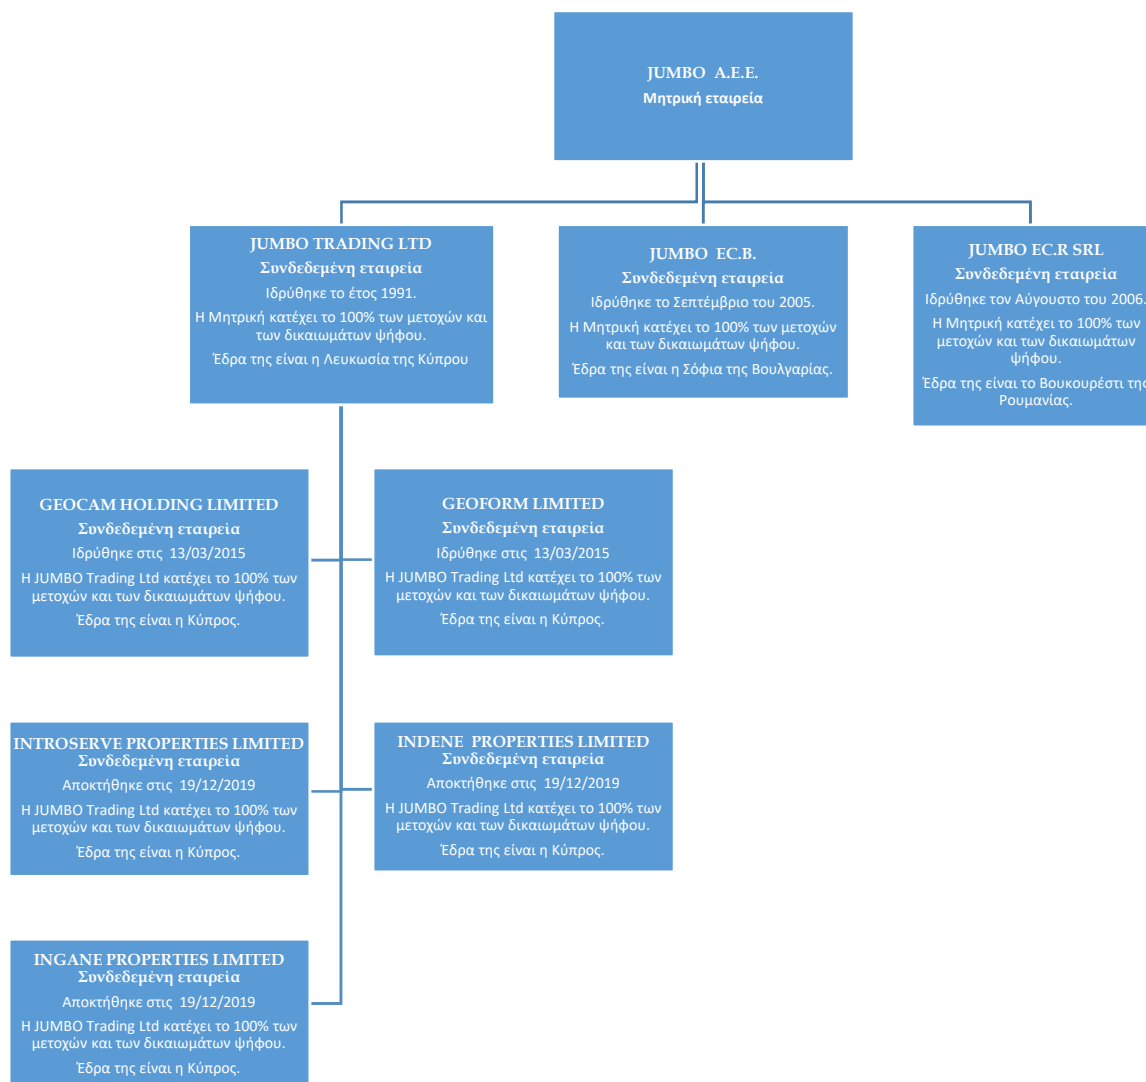 JUMBO A.E.E.
Μητρική εταιρεία
JUMBO TRADING LTD
Συνδεδεμένη εταιρεία
Ιδρύθηκε το έτος 1991.
Η Μητρική κατέχει το 100% των μετοχών και
των δικαιωμάτων ψήφου.
Έδρα της είναι η Λευκωσία της Κύπρου
JUMBO EC.B.
Συνδεδεμένη εταιρεία
Ιδρύθηκε το Σεπτέμβριο του 2005.
Η Μητρική κατέχει το 100% των μετοχών
και των δικαιωμάτων ψήφου.
Έδρα της είναι η Σόφια της Βουλγαρίας.
JUMBO EC.R SRL
Συνδεδεμένη εταιρεία
Ιδρύθηκε τον Αύγουστο του 2006.
Η Μητρική κατέχει το 100% των
μετοχών και των δικαιωμάτων
ψήφου.
Έδρα της είναι το Βουκουρέστι της
Ρουμανίας.
GEOCAM HOLDING LIMITED
Συνδεδεμένη εταιρεία
Ιδρύθηκε στις 13/03/2015
Η JUMBO Trading Ltd κατέχει το 100% των
μετοχών και των δικαιωμάτων ψήφου.
Έδρα της είναι η Κύπρος.
GEOFORM LIMITED
Συνδεδεμένη εταιρεία
Ιδρύθηκε στις 13/03/2015
Η JUMBO Trading Ltd κατέχει το 100% των
μετοχών και των δικαιωμάτων ψήφου.
Έδρα της είναι η Κύπρος.
INTROSERVE PROPERTIES LIMITED
Συνδεδεμένη εταιρεία
Αποκτήθηκε στις 19/12/2019
Η JUMBO Trading Ltd κατέχει το 100% των
μετοχών και των δικαιωμάτων ψήφου.
Έδρα της είναι η Κύπρος.
INDENE PROPERTIES LIMITED
Συνδεδεμένη εταιρεία
Αποκτήθηκε στις 19/12/2019
Η JUMBO Trading Ltd κατέχει το 100% των
μετοχών και των δικαιωμάτων ψήφου.
Έδρα της είναι η Κύπρος.
INGANE PROPERTIES LIMITED
Συνδεδεμένη εταιρεία
Αποκτήθηκε στις 19/12/2019
Η JUMBO Trading Ltd κατέχει το 100% των
μετοχών και των δικαιωμάτων ψήφου.
Έδρα της είναι η Κύπρος.